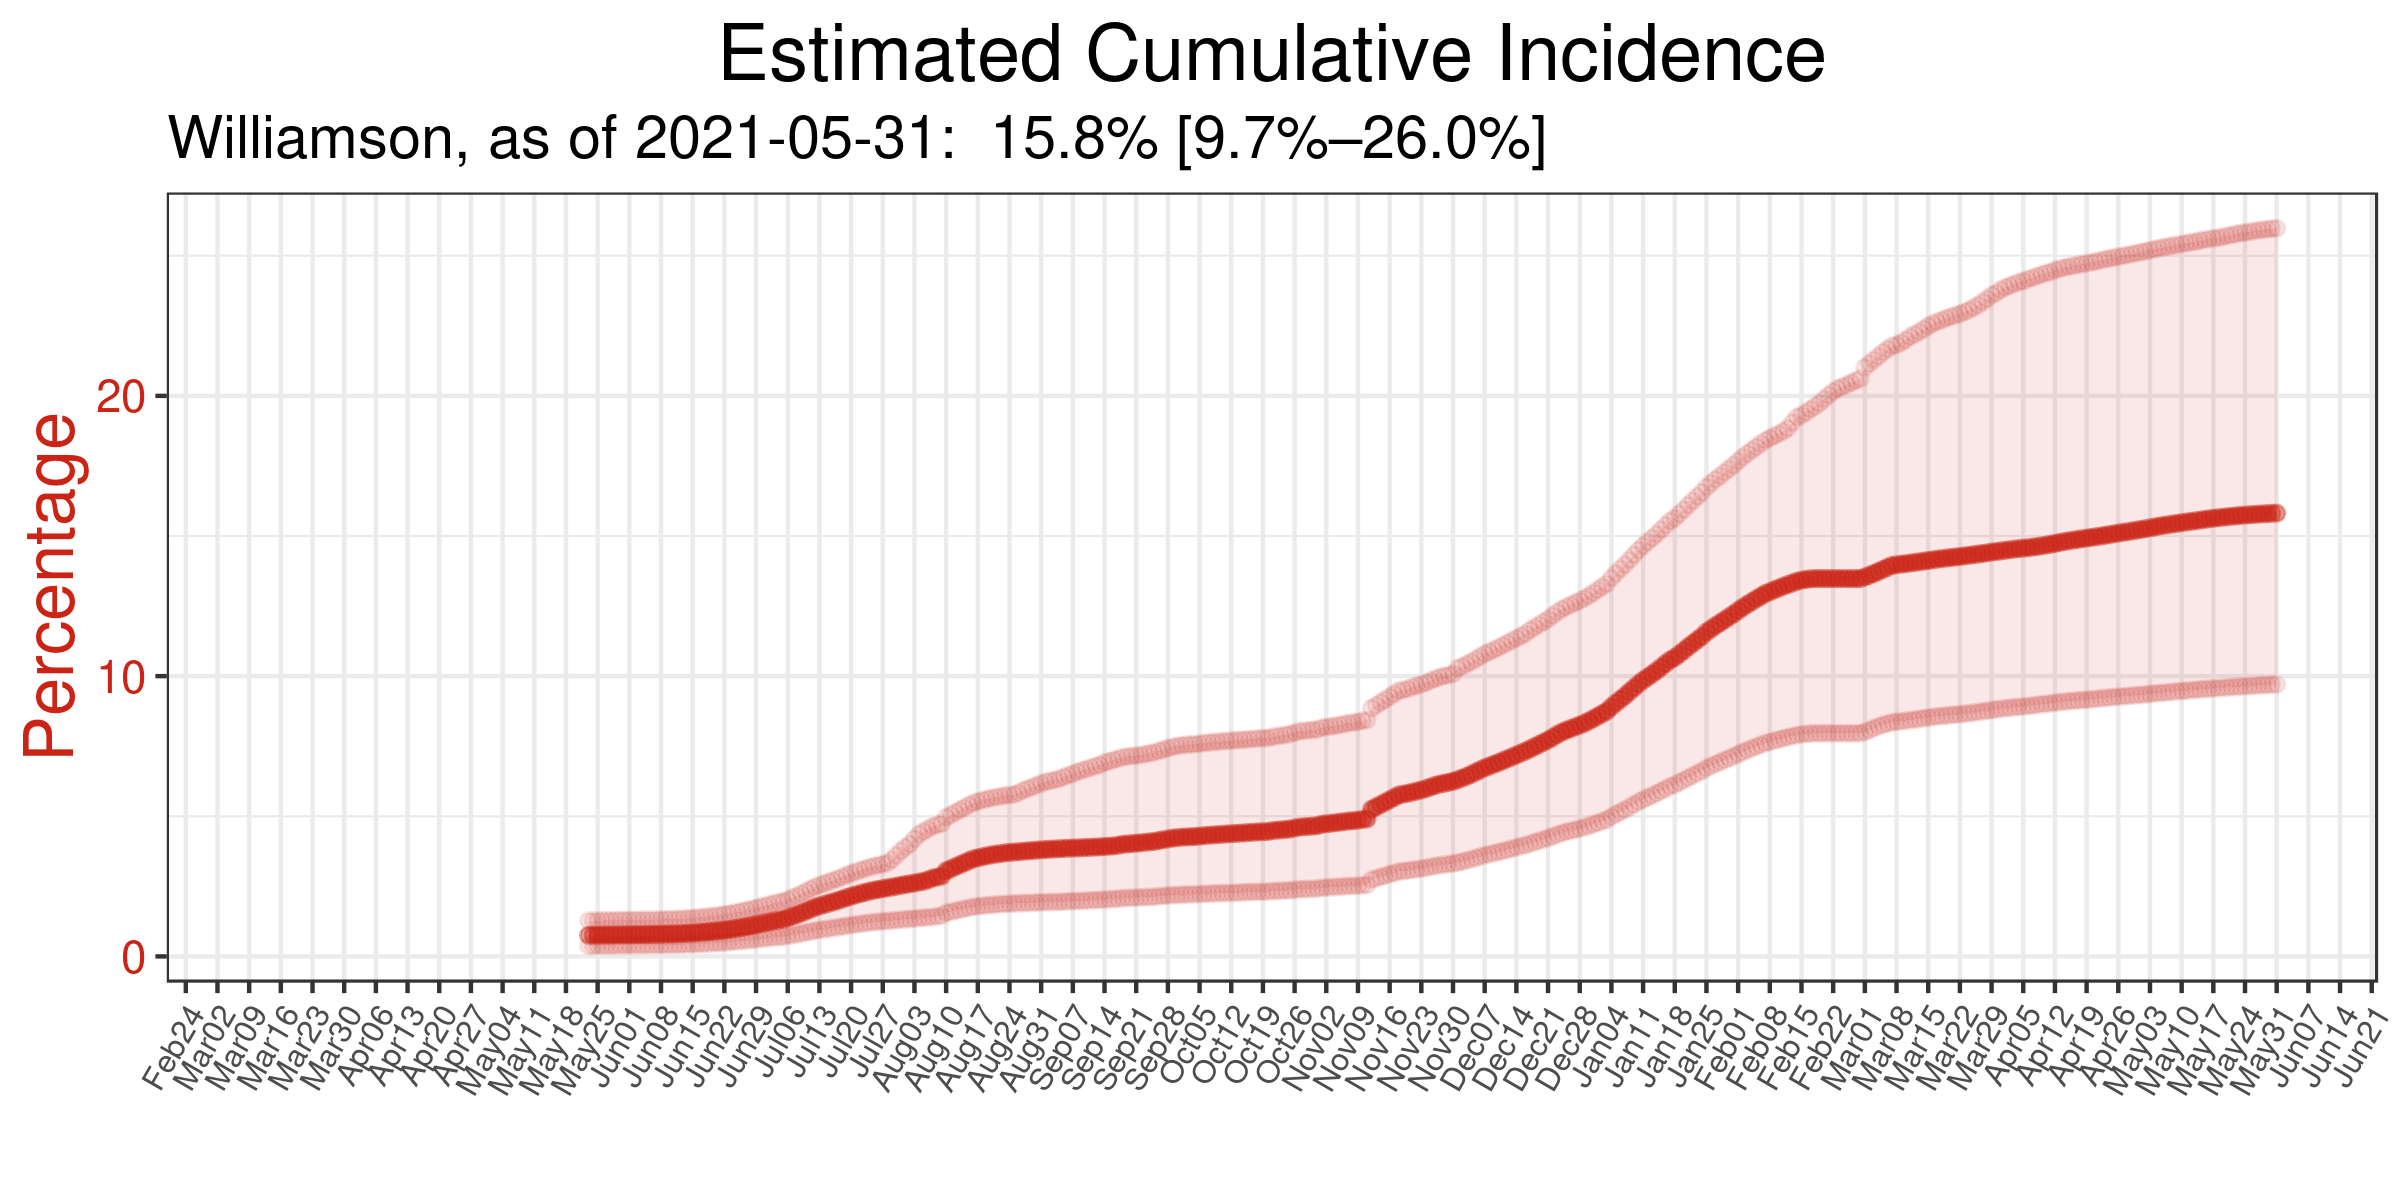 Estimated Cumulative Incidence
Williamson, as of 2021-05-31:  15.8% [9.7%–26.0%]
Percentage
20
10
0
Feb24
Mar02
Mar09
Mar16
Mar23
Mar30
Apr06
Apr13
Apr20
Apr27
May04
May11
May18
May25
Jun01
Jun08
Jun15
Jun22
Jun29
Jul06
Jul13
Jul20
Jul27
Aug03
Aug10
Aug17
Aug24
Aug31
Sep07
Sep14
Sep21
Sep28
Oct05
Oct12
Oct19
Oct26
Nov02
Nov09
Nov16
Nov23
Nov30
Dec07
Dec14
Dec21
Dec28
Jan04
Jan11
Jan18
Jan25
Feb01
Feb08
Feb15
Feb22
Mar01
Mar08
Mar15
Mar22
Mar29
Apr05
Apr12
Apr19
Apr26
May03
May10
May17
May24
May31
Jun07
Jun14
Jun21